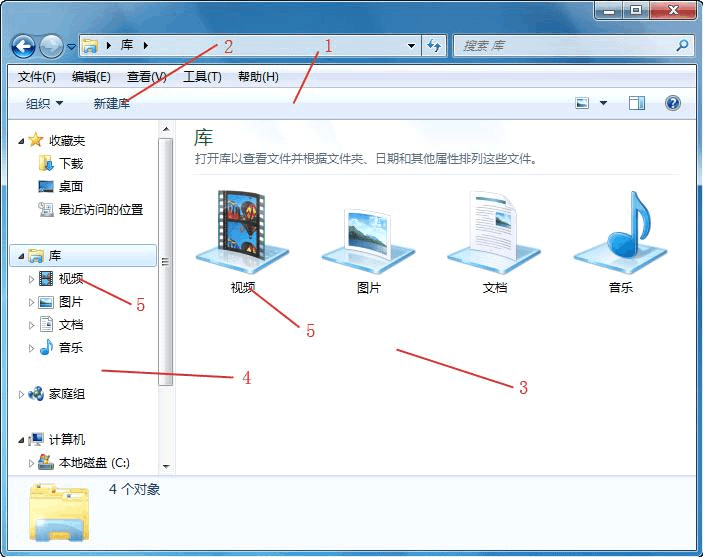 库
搜索 库
2
1
文件(F) 编辑(E) 查看(V) 工具(T) 帮助(H)
组织 新建库
收藏夹
下载
桌面
最近访问的位置
库
视频
图片
文档
音乐
家庭组
计算机
本地磁盘 (C:)
5
4
库
打开库以查看文件并根据文件夹、日期和其他属性排列这些文件。
视频 图片 文档 音乐
5
3
4 个对象